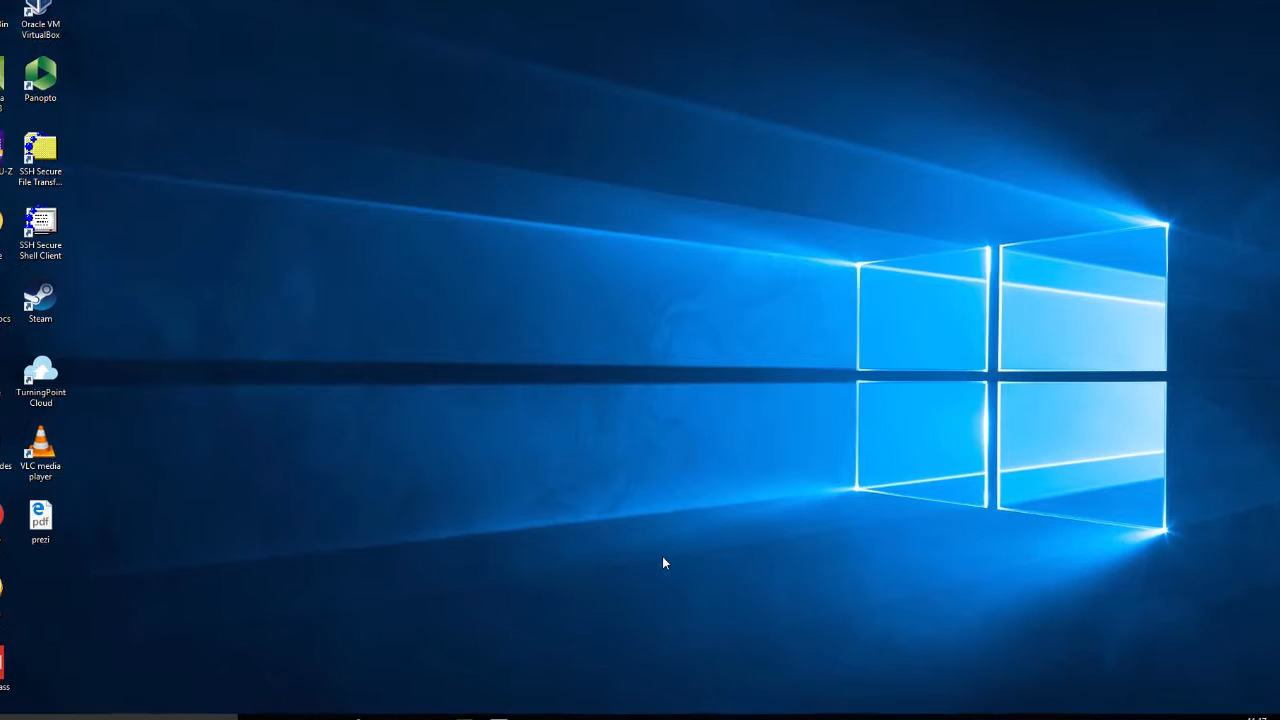 Oracle VM
VirtualBox
Panopto
SSH Secure
File Transf...
SSH Secure
Shell Client
Steam
TurningPoint
Cloud
VLC media
player
pdf
prezi